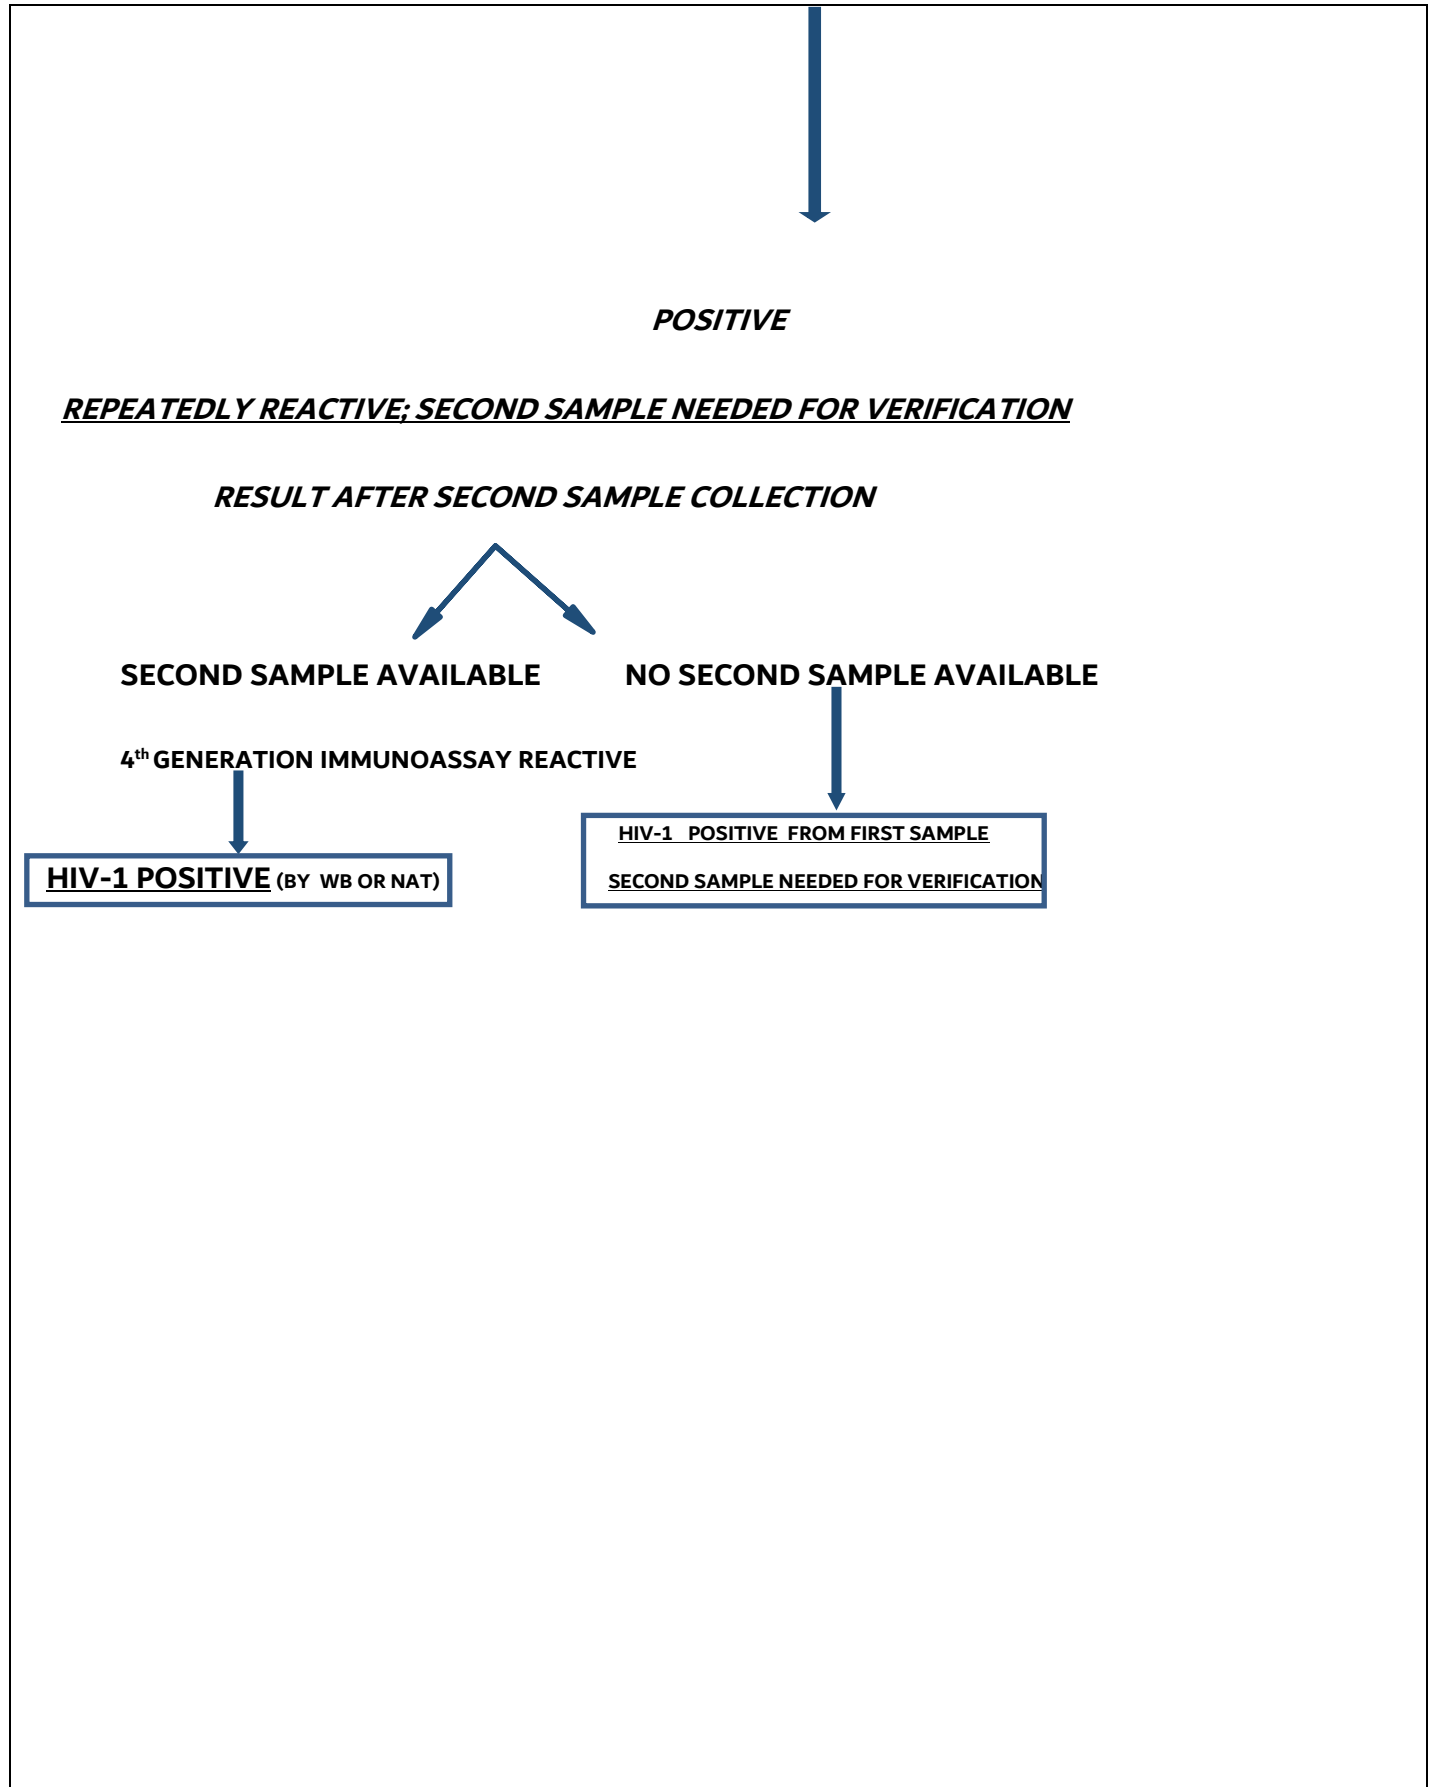 POSITIVE
REPEATEDLY REACTIVE; SECOND SAMPLE NEEDED FOR VERIFICATION
RESULT AFTER SECOND SAMPLE COLLECTION
SECOND SAMPLE AVAILABLE NO SECOND SAMPLE AVAILABLE
4th GENERATION IMMUNOASSAY REACTIVE
HIV-1 POSITIVE FROM FIRST SAMPLE
HIV-1 POSITIVE (BY WB OR NAT) SECOND SAMPLE NEEDED FOR VERIFICATION